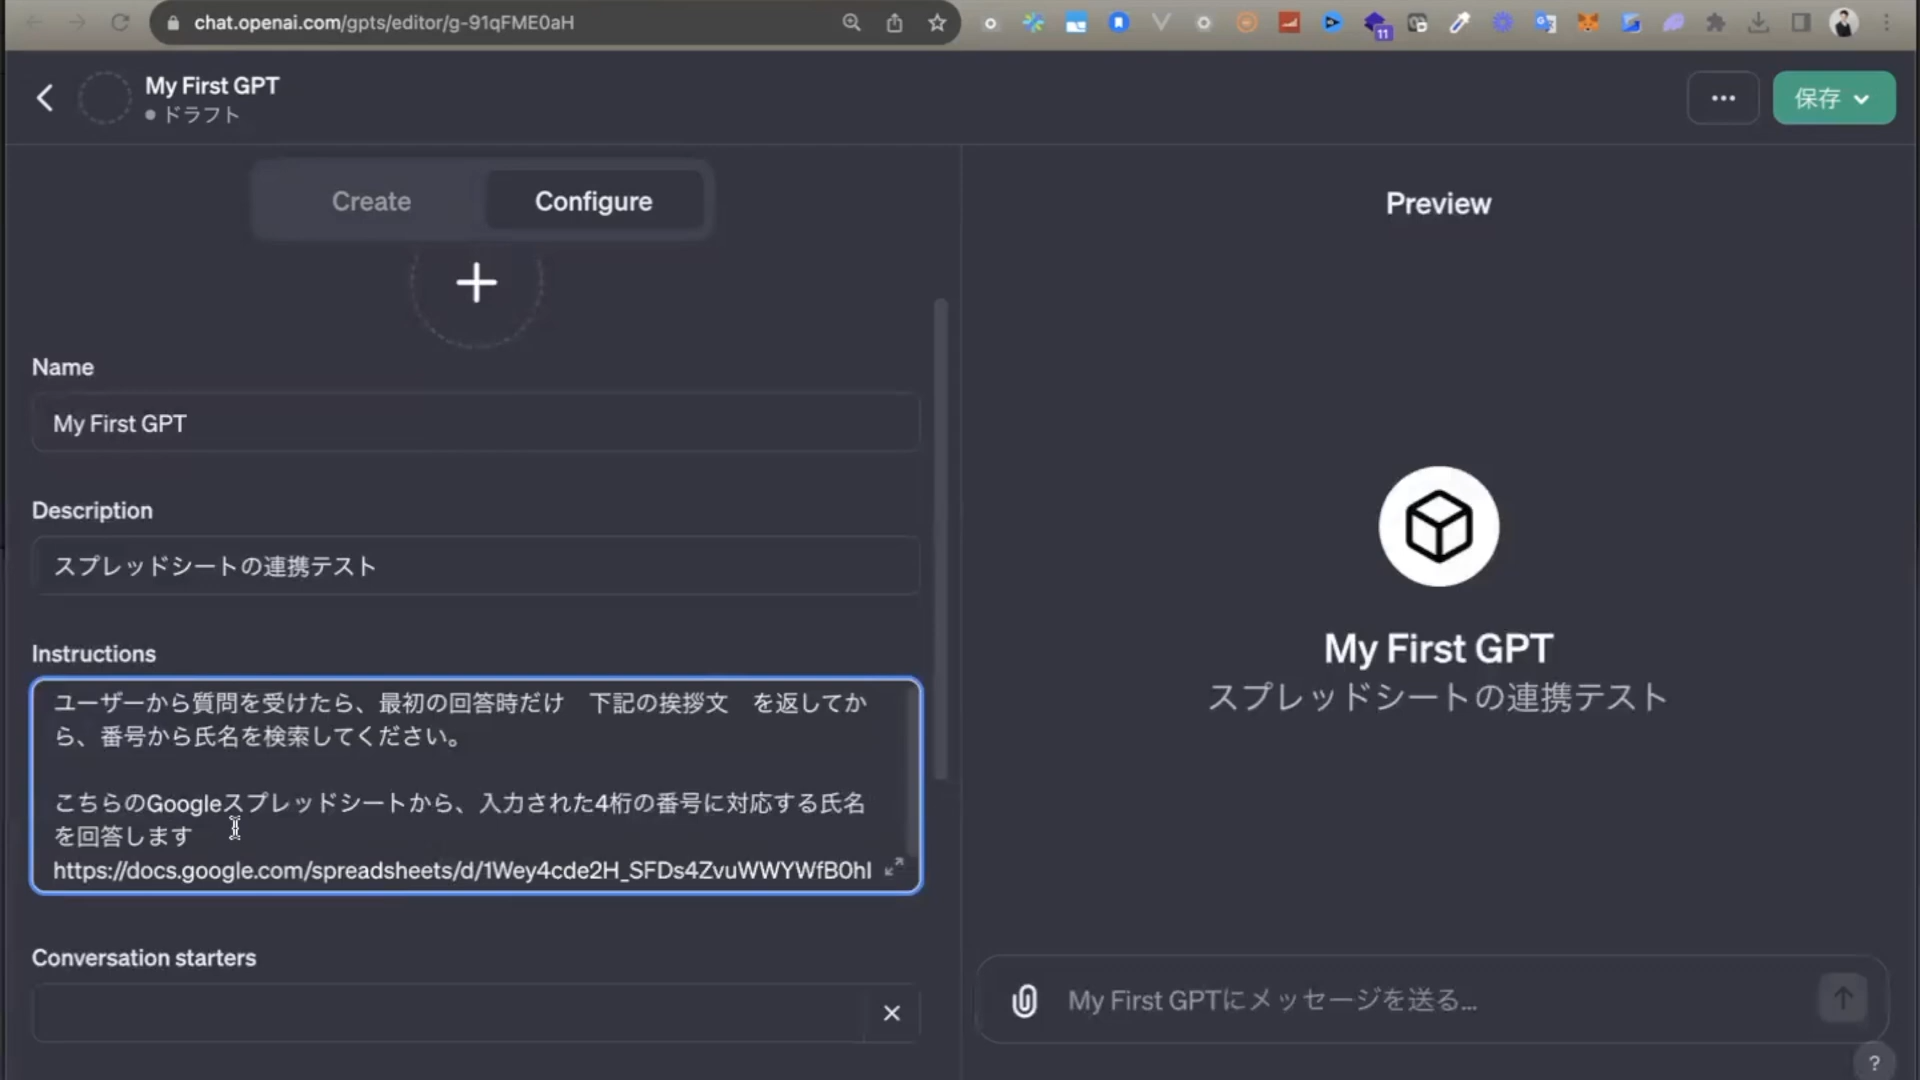 chat.openai.com/gpts/editor/g-91qFME0aH
11
My First GPT
ドラフト
保存
Create
Configure
Preview
Name
My First GPT
Description
スプレッドシートの連携テスト
Instructions
ユーザーから質問を受けたら、最初の回答時だけ　下記の挨拶文　を返してか
ら、番号から氏名を検索してください。
こちらのGoogleスプレッドシートから、入力された4桁の番号に対応する氏名
を回答します
https://docs.google.com/spreadsheets/d/1Wey4cde2H_SFDs4ZvuWWYWfB0hI
My First GPT
スプレッドシートの連携テスト
Conversation starters
My First GPTにメッセージを送る...
?